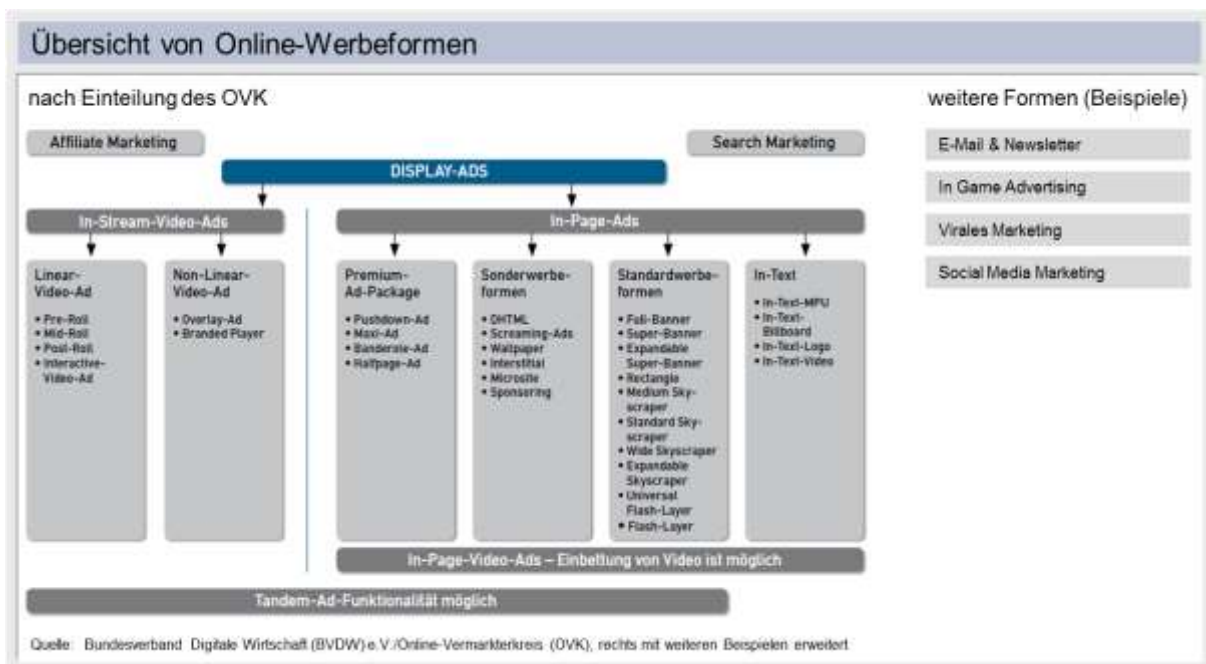 Übersicht von Online-Werbeformen
nach Einteilung des OVK
weitere Formen (Beispiele)
Affiliate Marketing
Search Marketing
DISPLAY-ADS
In-Stream-Video-Ads
In-Page-Ads
Linear-
Video-Ad
• Pre-Roll
• Mid-Roll
• Post-Roll
• Interactive-
Video-Ad
Non-Linear-
Video-Ad
• Overlay-Ad
• Branded Player
Premium-
Ad-Package
• Pushdown-Ad
• Maxi-Ad
• Banderole-Ad
• Halfpage-Ad
Sonderwerbe-
formen
• DHTML
• Screaming-Ads
• Wallpaper
• Interstitial
• Microsite
• Sponsoring
Standardwerbe-
formen
• Full-Banner
• Super-Banner
• Expandable
Super-Banner
• Rectangle
• Medium Sky-
scraper
• Standard Sky-
scraper
• Wide Skyscraper
• Expandable
Skyscraper
• Universal
Flash-Layer
• Flash-Layer
In-Text
• In-Text-MPU
• In-Text-
Billboard
• In-Text-Logo
• In-Text-Video
In-Page-Video-Ads – Einbettung von Video ist möglich
Tandem-Ad-Funktionalität möglich
E-Mail & Newsletter
In Game Advertising
Virales Marketing
Social Media Marketing
Quelle: Bundesverband Digitale Wirtschaft (BVDW) e.V./Online-Vermarkterkreis (OVK), rechts mit weiteren Beispielen erweitert